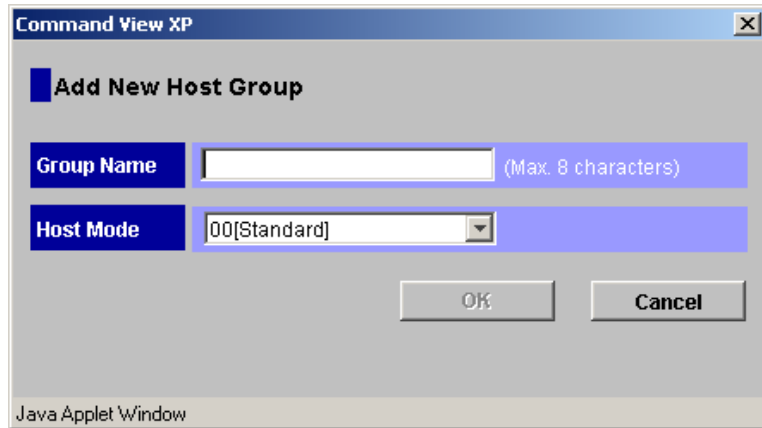 Command View XP
Add New Host Group
Group Name (Max. 8 characters)
Host Mode 00[Standard]
OK Cancel
Java Applet Window